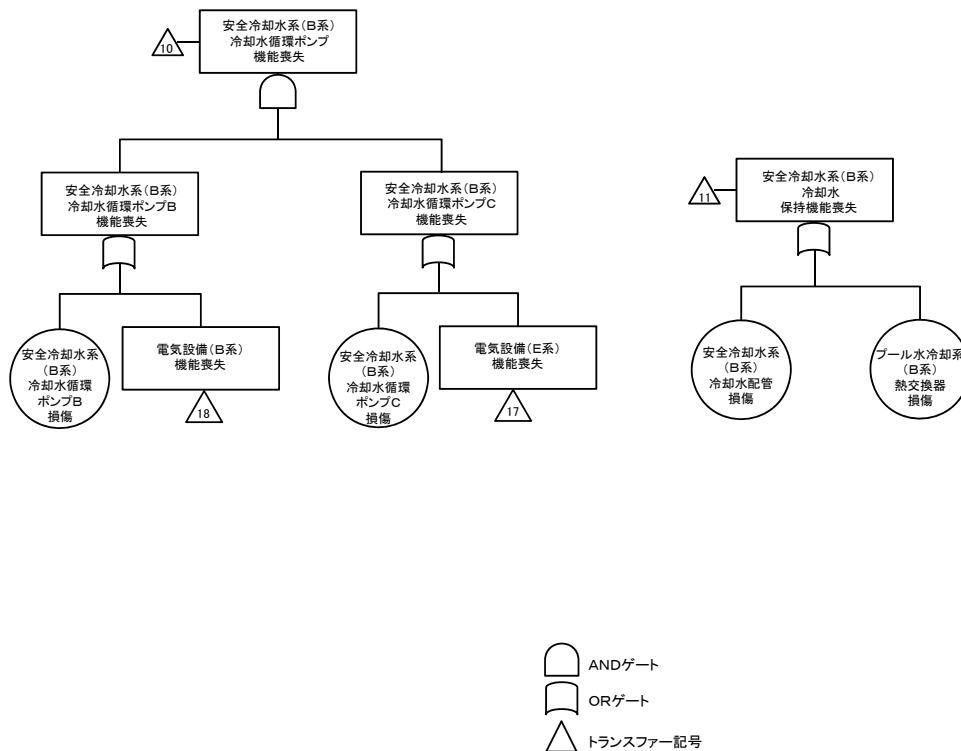 安全冷却水系(B系)
冷却水循環ポンプ
機能喪失
10
安全冷却水系(B系)
冷却水循環ポンプB
機能喪失
安全冷却水系(B系)
冷却水循環ポンプC
機能喪失
安全冷却水系
(B系)
冷却水循環
ポンプB
損傷
電気設備(B系)
機能喪失
18
安全冷却水系
(B系)
冷却水循環
ポンプC
損傷
電気設備(E系)
機能喪失
17
11
安全冷却水系(B系)
冷却水
保持機能喪失
安全冷却水系
(B系)
冷却水配管
損傷
プール水冷却系
(B系)
熱交換器
損傷
ANDゲート
ORゲート
トランスファー記号